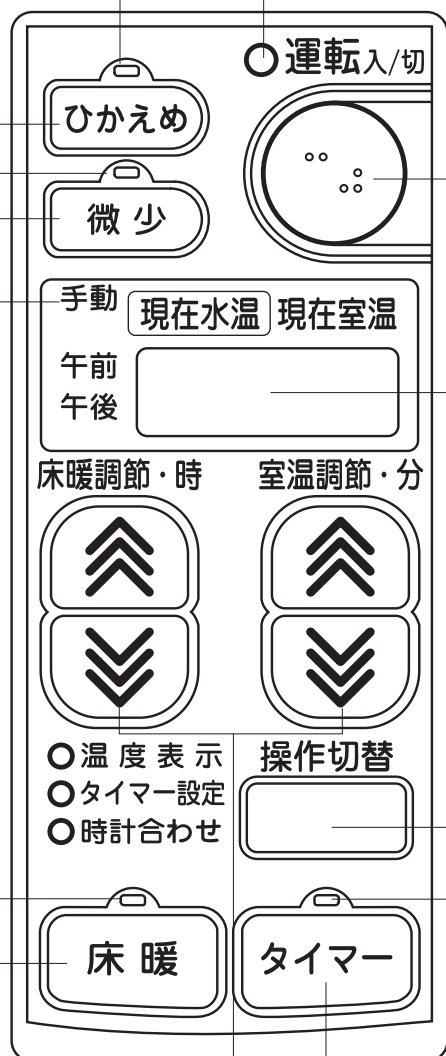 運転入/切
ひかえめ
微少
手動 現在水温 現在室温
午前
午後
床暖調節・時 室温調節・分
温度表示
タイマー設定
時計合わせ
操作切替
床暖 タイマー